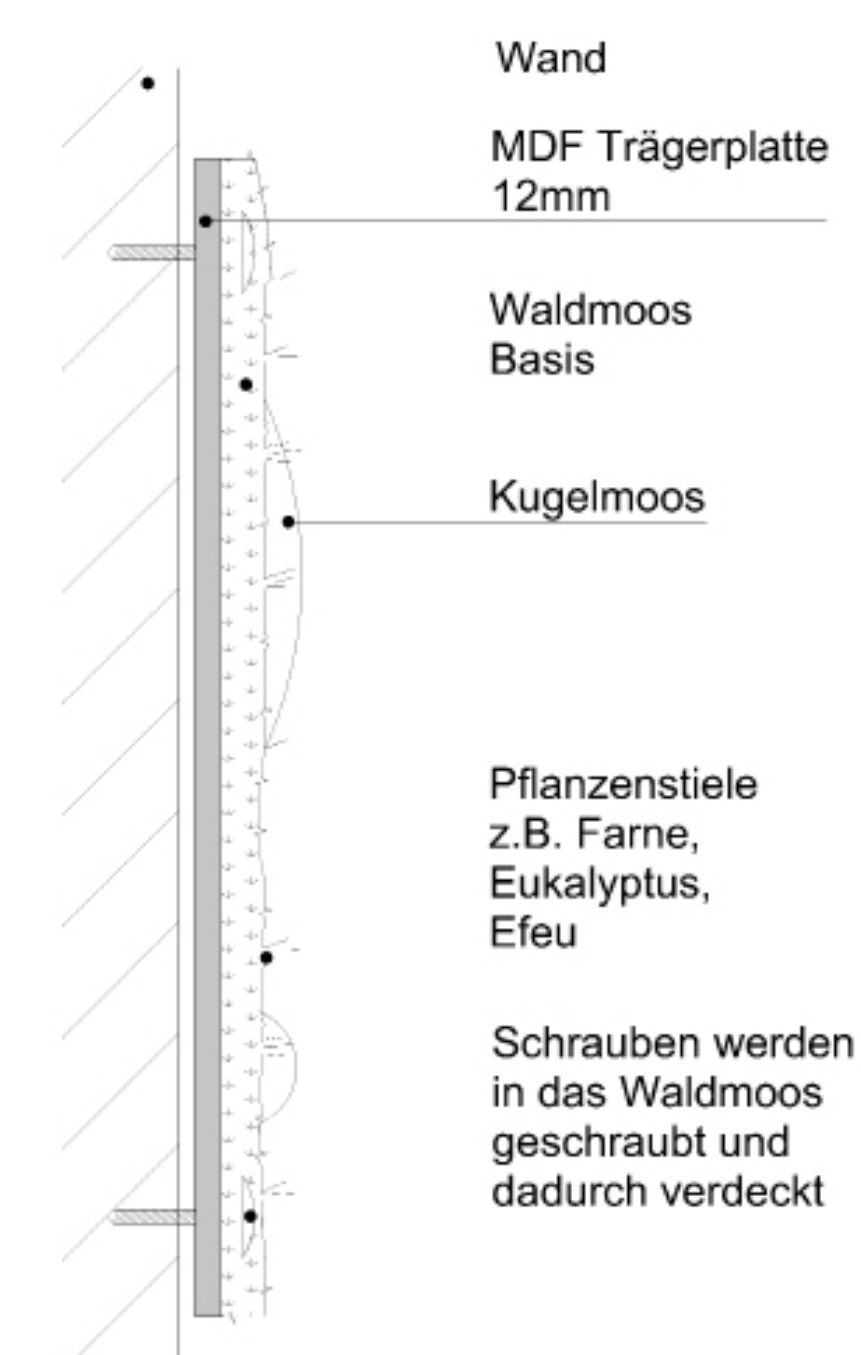 Wand
MDF Trägerplatte
12mm
Waldmoos
Basis
Kugelmoos
Pflanzenstiele
z.B. Farne,
Eukalyptus,
Efeu
Schrauben werden
in das Waldmoos
geschraubt und
dadurch verdeckt